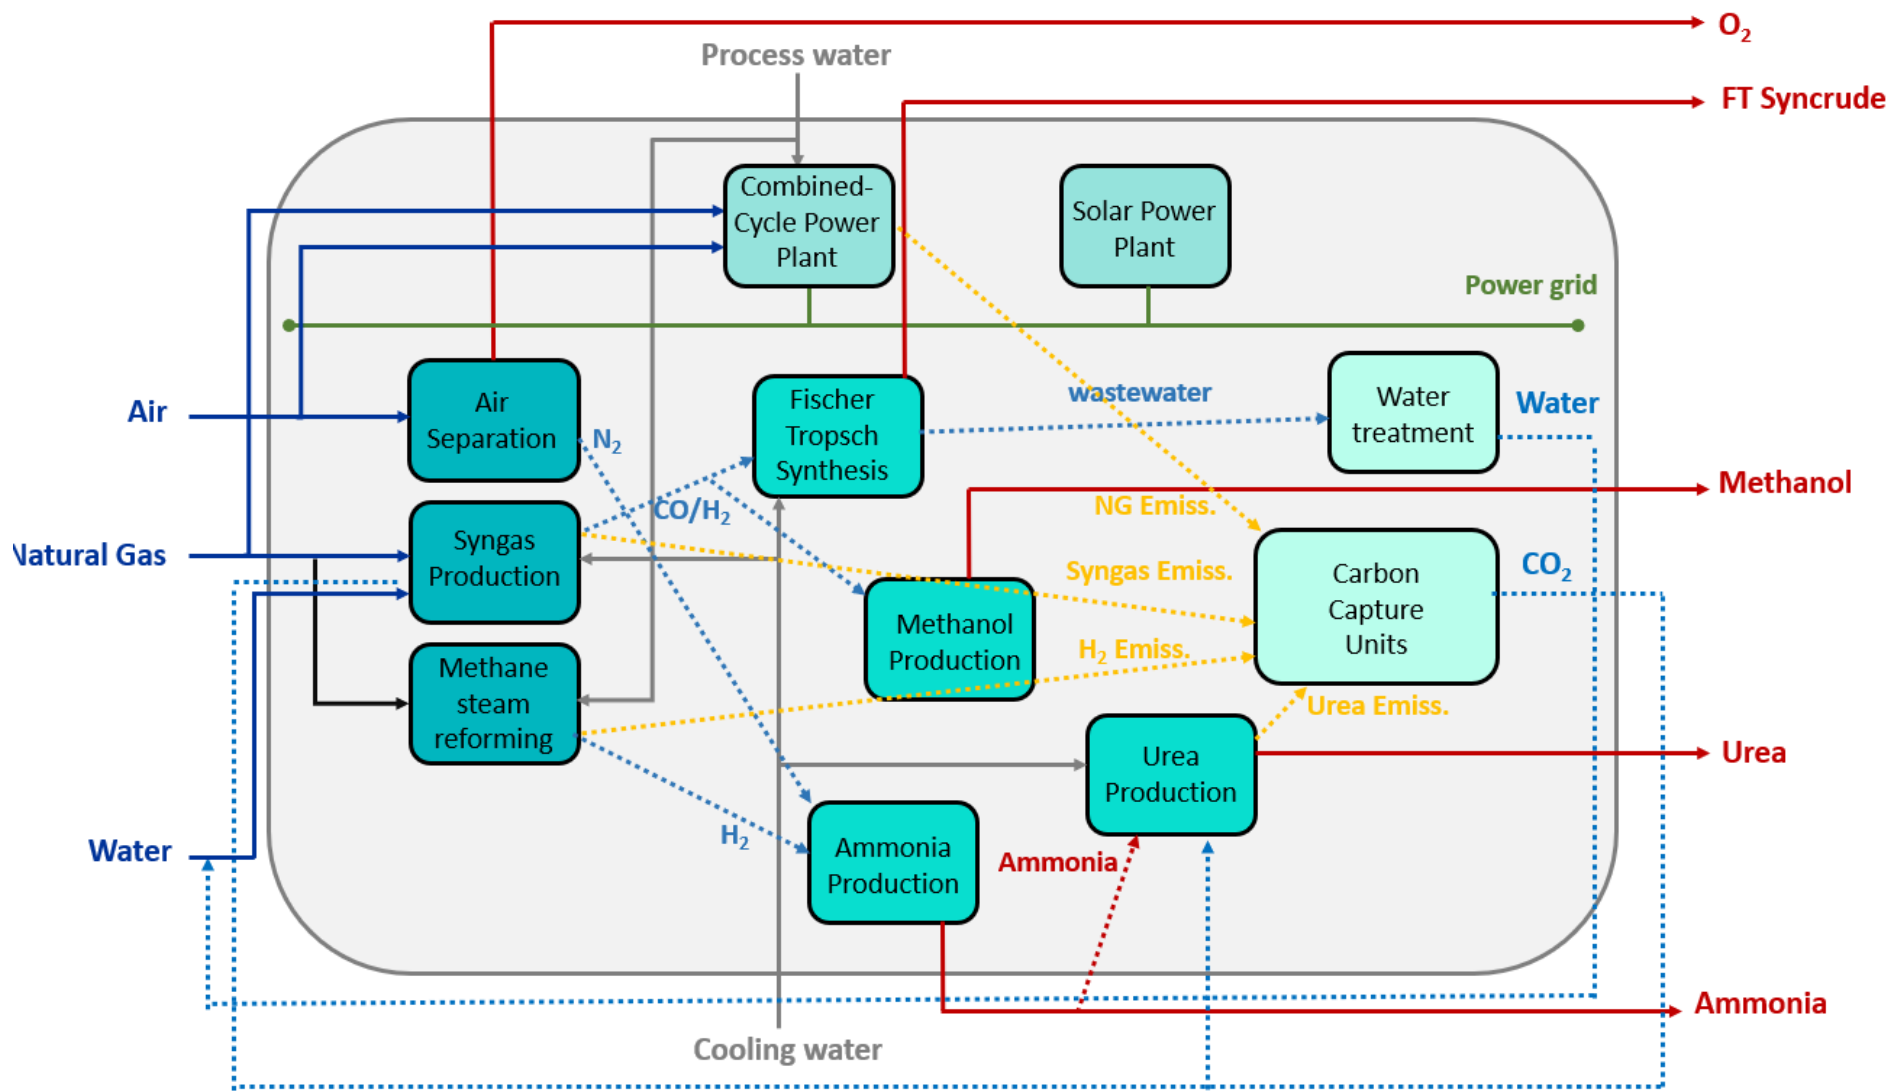 O₂
Process water
FT Syncrude
Combined-
Cycle Power
Plant
Solar Power
Plant
Power grid
Air
Air
Separation
N₂
Fischer
Tropsch
Synthesis
wastewater
Water
treatment
Water
Methanol
CO/H₂
NG Emiss.
Natural Gas
Syngas
Production
Syngas Emiss.
Carbon
Capture
Units
CO₂
Methanol
Production
H₂ Emiss.
Methane
steam
reforming
Urea Emiss.
Urea
Production
Urea
Water
H₂
Ammonia
Production
Ammonia
Ammonia
Cooling water